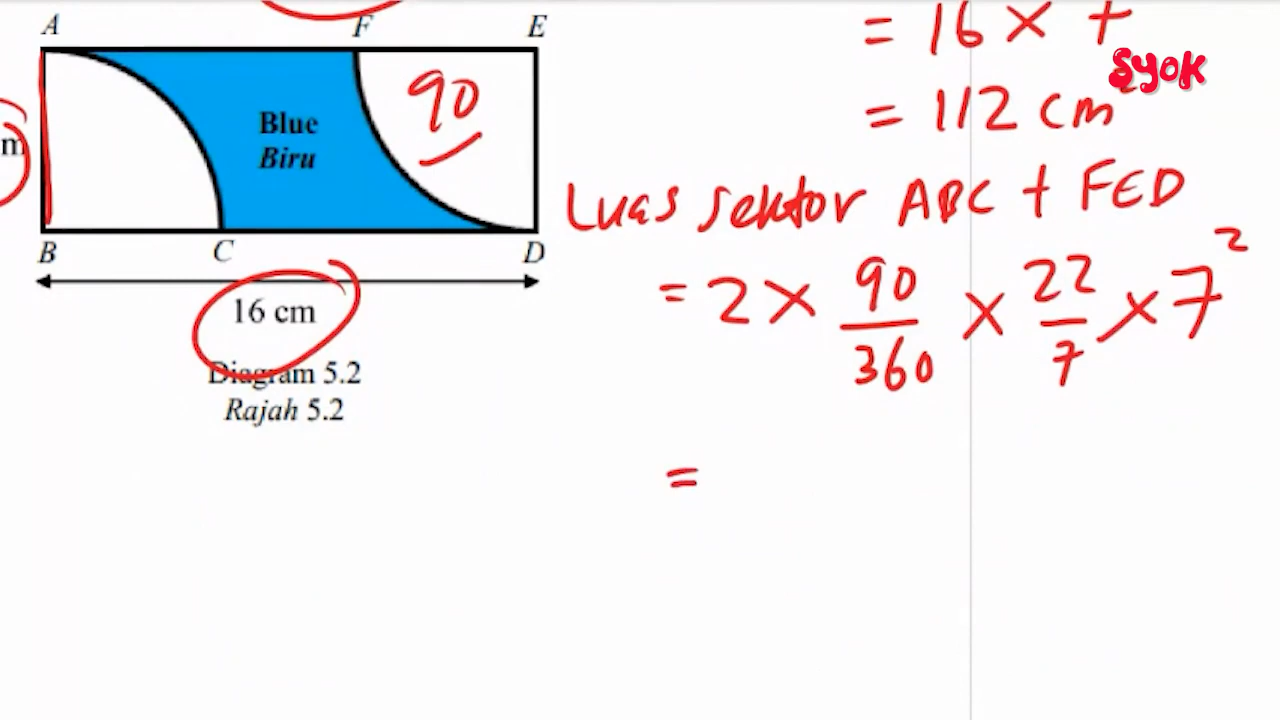 A F E
m
90
Blue
Biru
B C D
16 cm
Diagram 5.2
Rajah 5.2
= 16 ×
syok
= 112 cm²
Luas sektor ABC + FED
= 2 × 90/360 × 22/7 × 7²
=